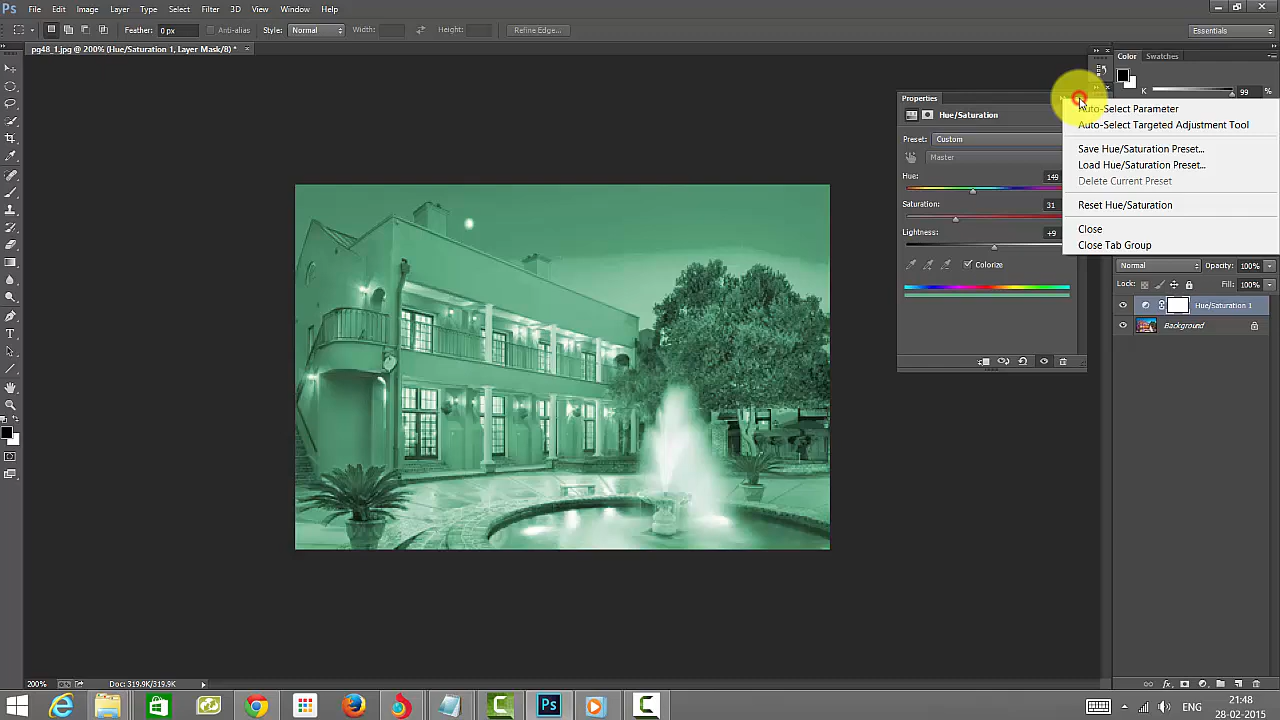 Ps File Edit Image Layer Type Select Filter 3D View Window Help
Feather: 0 px Anti-alias Style: Normal Width: Height: Refine Edge... Essentials
pg48_1.jpg @ 200% (Hue/Saturation 1, Layer Mask/8) * ×
Color Swatches
K 99 %
Properties
Hue/Saturation
Preset: Custom
Master
Hue: 149
Saturation: 31
Lightness: +9
Colorize
Auto-Select Parameter
Auto-Select Targeted Adjustment Tool
Save Hue/Saturation Preset...
Load Hue/Saturation Preset...
Delete Current Preset
Reset Hue/Saturation
Close
Close Tab Group
Normal Opacity: 100%
Lock: Fill: 100%
Hue/Saturation 1
Background
200% Doc: 319.9K/319.9K
Ps ENG 21:48
28-02-2015